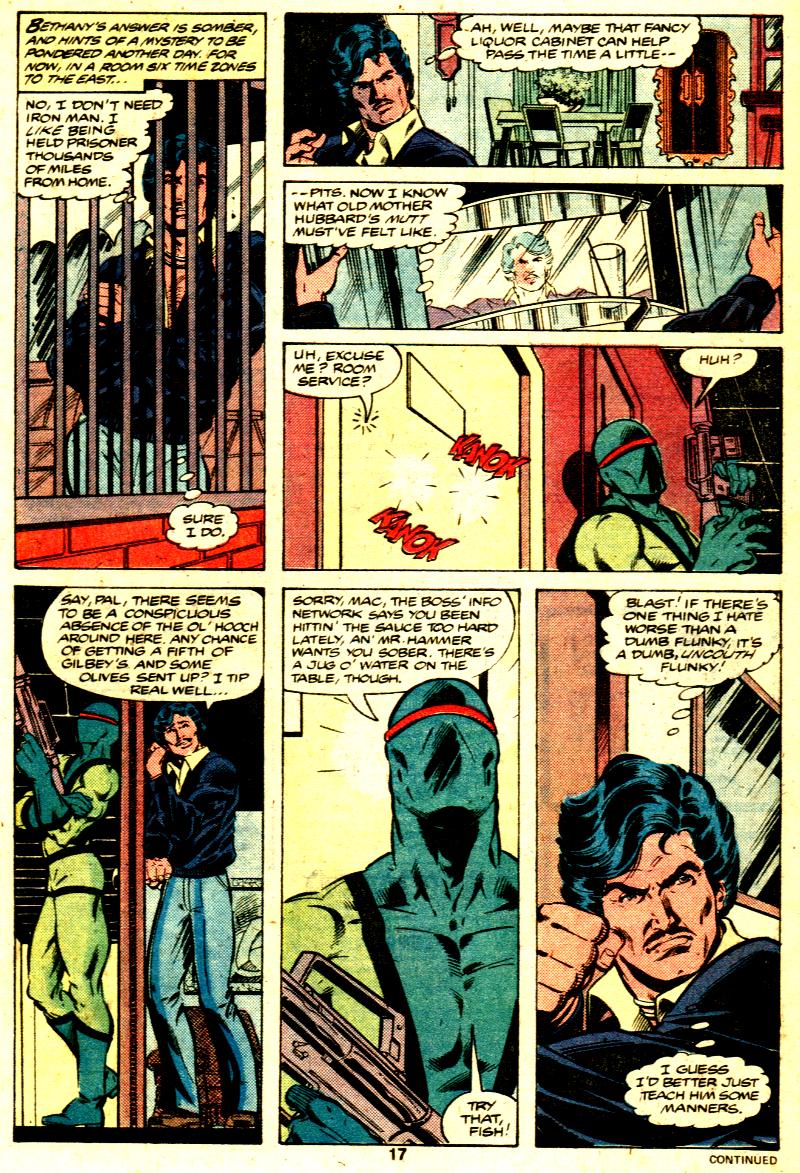 BETHANY'S ANSWER IS SOMBER,
AND HINTS OF A MYSTERY TO BE
PONDERED ANOTHER DAY. FOR
NOW, IN A ROOM SIX TIME ZONES
TO THE EAST...
NO, I DON'T NEED
IRON MAN. I
LIKE BEING
HELD PRISONER
THOUSANDS
OF MILES
FROM HOME.
SURE
I DO.
AH, WELL, MAYBE THAT FANCY
LIQUOR CABINET CAN HELP
PASS THE TIME A LITTLE--
--PITS. NOW I KNOW
WHAT OLD MOTHER
HUBBARD'S MUTT
MUST'VE FELT LIKE.
UH, EXCUSE
ME? ROOM
SERVICE?
KANOK
KANOK
HUH?
SAY, PAL, THERE SEEMS
TO BE A CONSPICUOUS
ABSENCE OF THE OL' HOOCH
AROUND HERE. ANY CHANCE
OF GETTING A FIFTH OF
GILBEY'S AND SOME
OLIVES SENT UP? I TIP
REAL WELL...
SORRY, MAC, THE BOSS' INFO
NETWORK SAYS YOU BEEN
HITTIN' THE SAUCE TOO HARD
LATELY, AN' MR. HAMMER
WANTS YOU SOBER. THERE'S
A JUG O' WATER ON THE
TABLE, THOUGH.
TRY
THAT,
FISH!
BLAST! IF THERE'S
ONE THING I HATE
WORSE THAN A
DUMB FLUNKY, IT'S
A DUMB, UNCOUTH
FLUNKY!
I GUESS
I'D BETTER JUST
TEACH HIM SOME
MANNERS.
17
CONTINUED